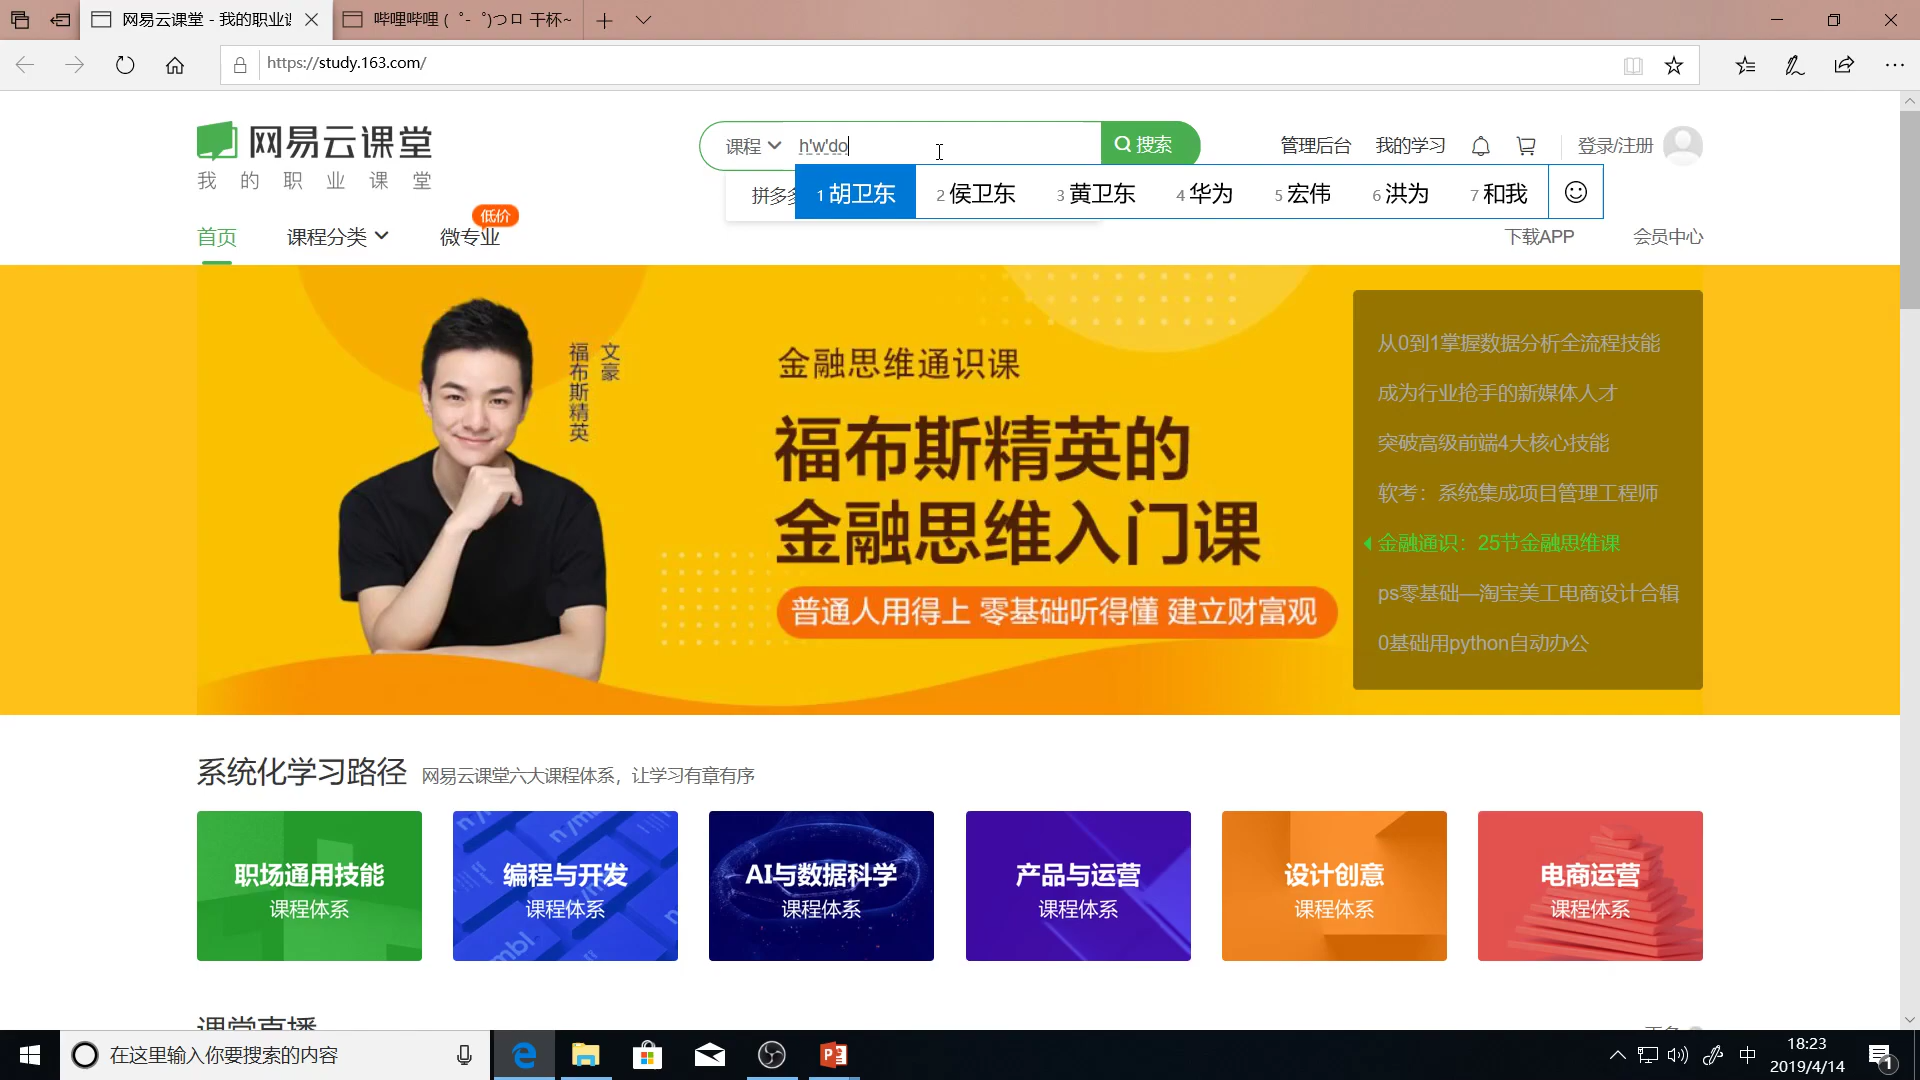 网易云课堂 - 我的职业讠
哔哩哔哩 ( ゜- ゜)つロ 干杯~
https://study.163.com/
网易云课堂
我的职业课堂
课程
h'w'do
搜索
管理后台
我的学习
登录/注册
拼多多
1 胡卫东
2 侯卫东
3 黄卫东
4 华为
5 宏伟
6 洪为
7 和我
首页
课程分类
微专业
低价
下载APP
会员中心
文豪
福布斯精英
金融思维通识课
福布斯精英的
金融思维入门课
普通人用得上 零基础听得懂 建立财富观
从0到1掌握数据分析全流程技能
成为行业抢手的新媒体人才
突破高级前端4大核心技能
软考：系统集成项目管理工程师
金融通识：25节金融思维课
ps零基础—淘宝美工电商设计合辑
0基础用python自动办公
系统化学习路径
网易云课堂六大课程体系，让学习有章有序
职场通用技能
课程体系
编程与开发
课程体系
AI与数据科学
课程体系
产品与运营
课程体系
设计创意
课程体系
电商运营
课程体系
课堂直播
在这里输入你要搜索的内容
中
18:23
2019/4/14
1